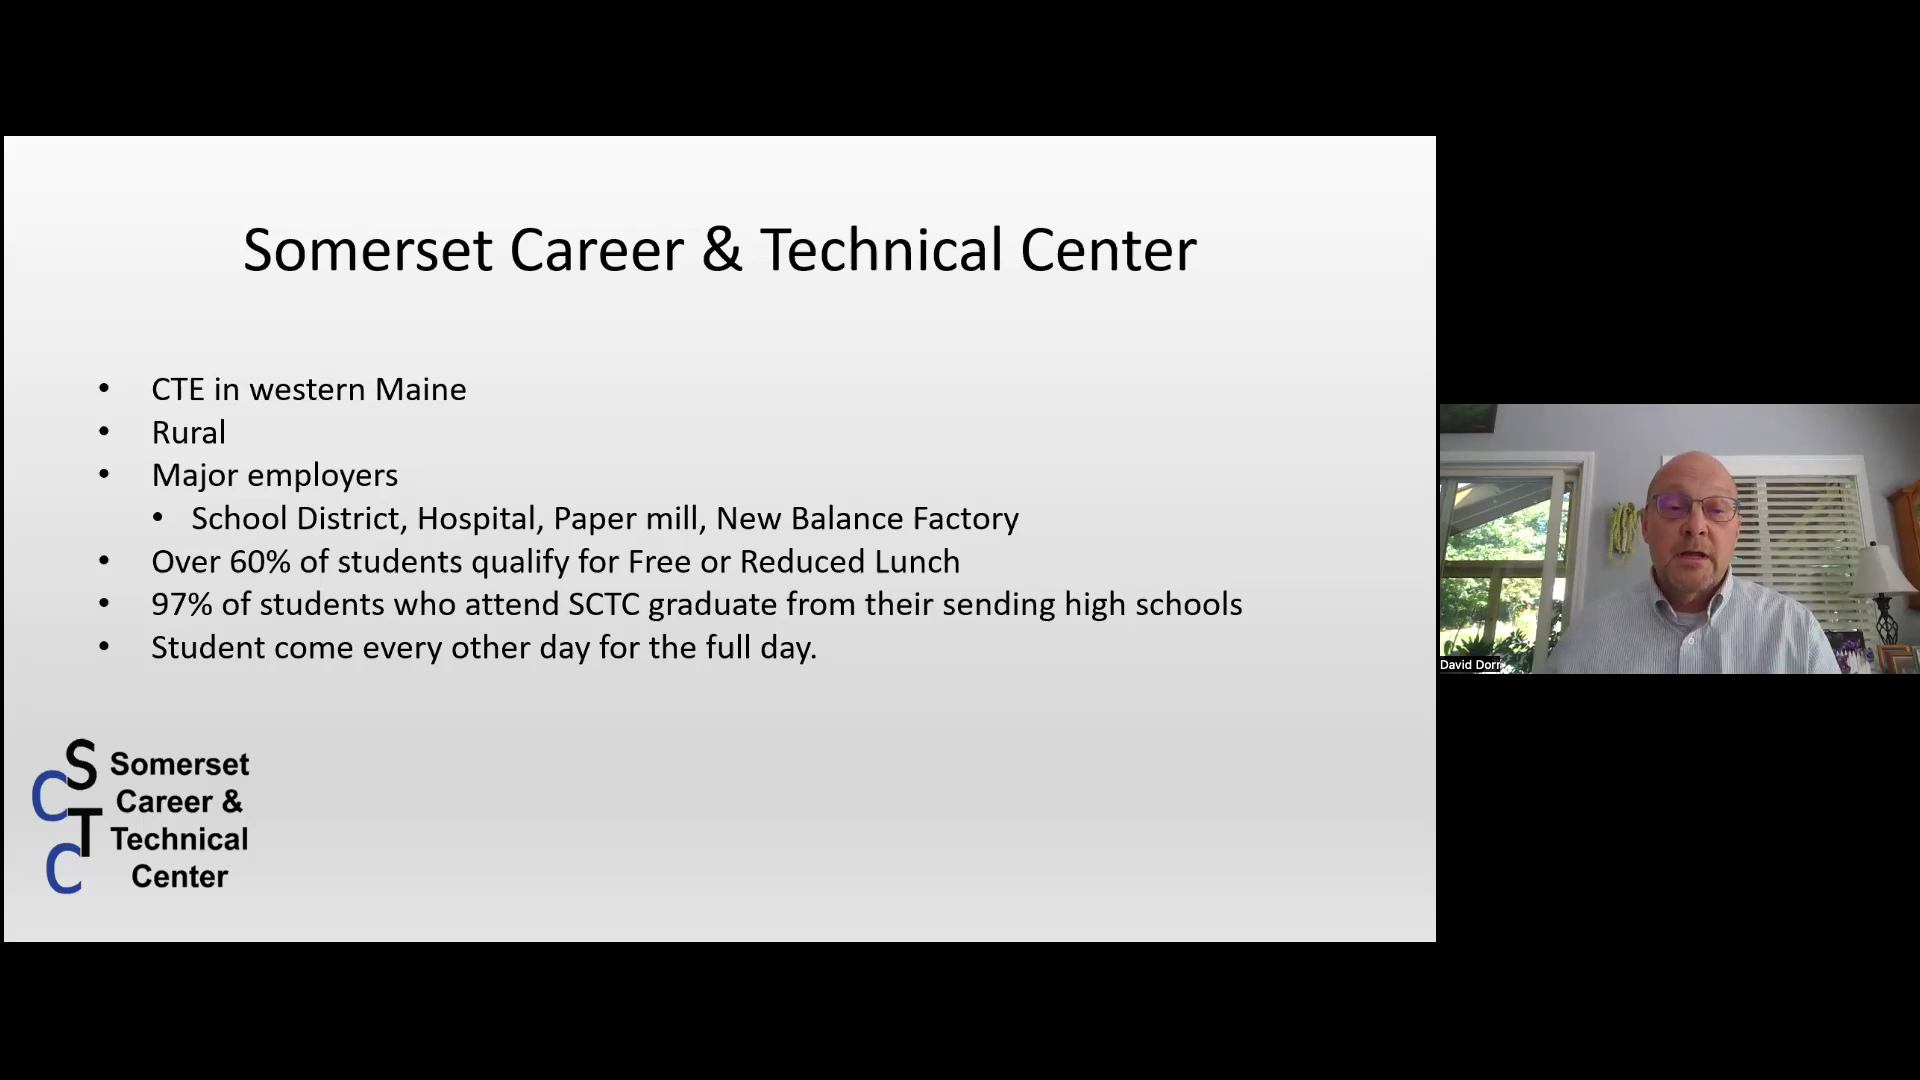 Somerset Career & Technical Center
• CTE in western Maine
• Rural
• Major employers
• School District, Hospital, Paper mill, New Balance Factory
• Over 60% of students qualify for Free or Reduced Lunch
• 97% of students who attend SCTC graduate from their sending high schools
• Student come every other day for the full day.
S
C
T
C
Somerset
Career &
Technical
Center
David Dorr